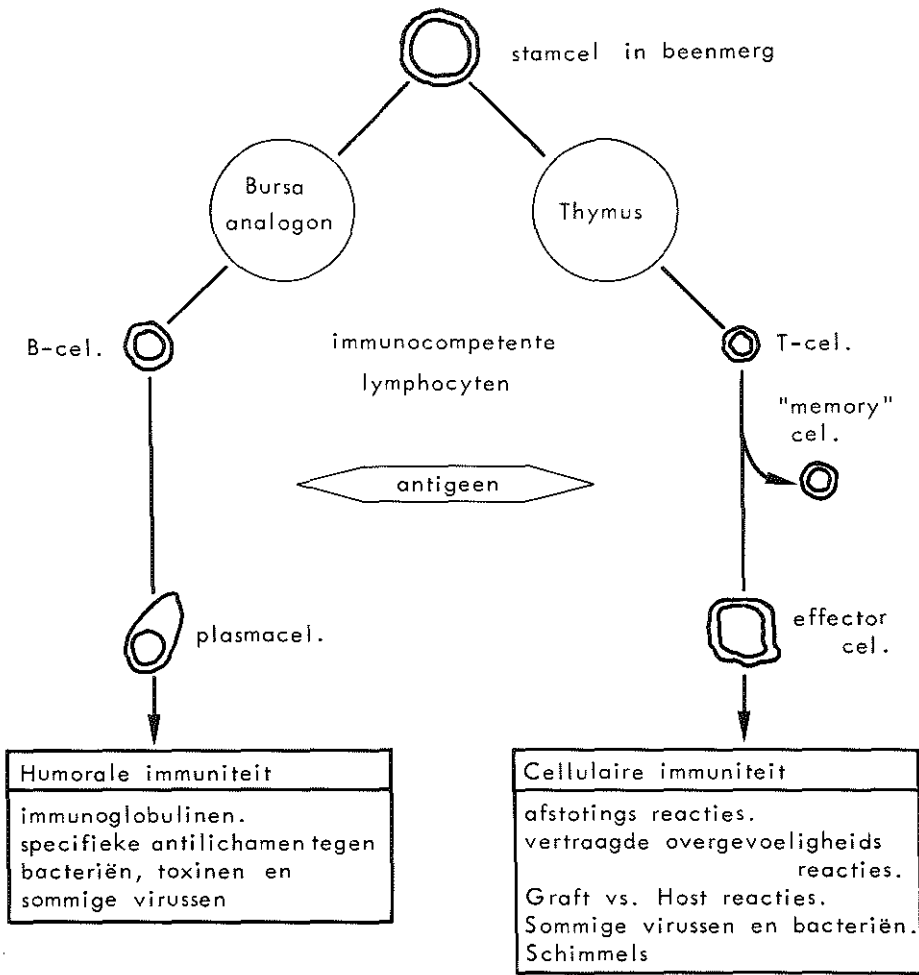 stamcel in beenmerg
Bursa
analogon
Thymus
B-cel.
immunocompetente
lymphocyten
T-cel.
"memory"
cel.
antigeen
plasmacel.
effector
cel.
Humorale immuniteit
immunoglobulinen.
specifieke antilichamen tegen
bacteriën, toxinen en
sommige virussen
Cellulaire immuniteit
afstotings reacties.
vertraagde overgevoeligheids
reacties.
Graft vs. Host reacties.
Sommige virussen en bacteriën.
Schimmels